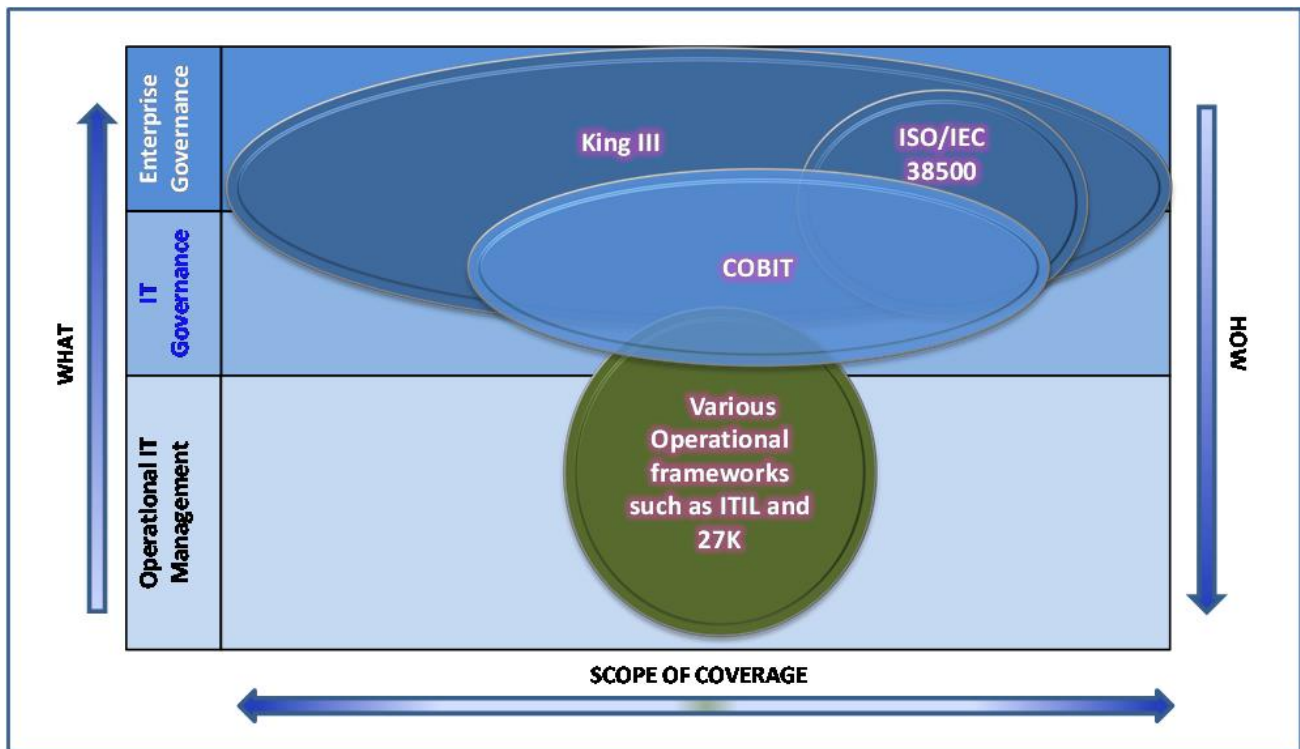 Enterprise
Governance
King III
ISO/IEC
38500
IT
Governance
COBIT
WHAT
HOW
Operational IT
Management
Various
Operational
frameworks
such as ITIL and
27K
SCOPE OF COVERAGE